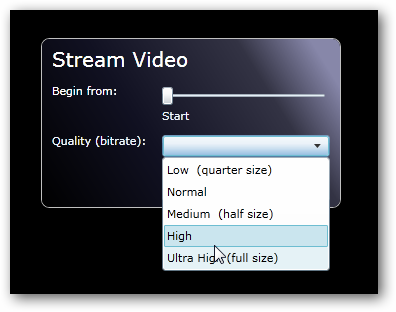 Stream Video
Begin from:
Start
Quality (bitrate):
Low (quarter size)
Normal
Medium (half size)
High
Ultra High (full size)